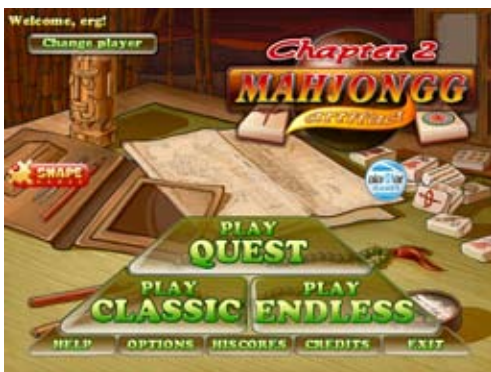 Welcome, erg!
Change player
Chapter 2
MAHJONGG
artifact
SNAPE
PLAY
QUEST
PLAY
CLASSIC
PLAY
ENDLESS
HELP
OPTIONS
HISCORES
CREDITS
EXIT